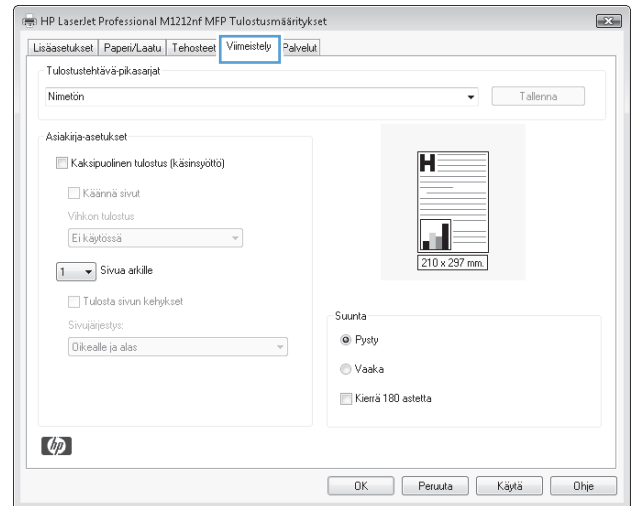 HP LaserJet Professional M1212nf MFP Tulostusmääritykset
Lisäasetukset Paperi/Laatu Tehosteet Viimeistely Palvelut
Tulostustehtävä-pikasarjat
Nimetön Tallenna
Asiakirja-asetukset
Kaksipuolinen tulostus (käsinsyöttö)
Käännä sivut
Vihkon tulostus
Ei käytössä
1 Sivua arkille
Tulosta sivun kehykset
Sivujärjestys:
Oikealle ja alas
H
210 x 297 mm.
Suunta
Pysty
Vaaka
Kierrä 180 astetta
hp
OK Peruuta Käytä Ohje